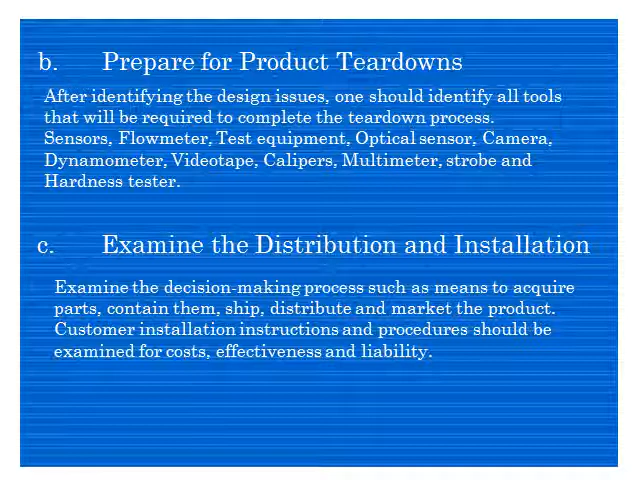 b. Prepare for Product Teardowns
After identifying the design issues, one should identify all tools
that will be required to complete the teardown process.
Sensors, Flowmeter, Test equipment, Optical sensor, Camera,
Dynamometer, Videotape, Calipers, Multimeter, strobe and
Hardness tester.
c. Examine the Distribution and Installation
Examine the decision-making process such as means to acquire
parts, contain them, ship, distribute and market the product.
Customer installation instructions and procedures should be
examined for costs, effectiveness and liability.